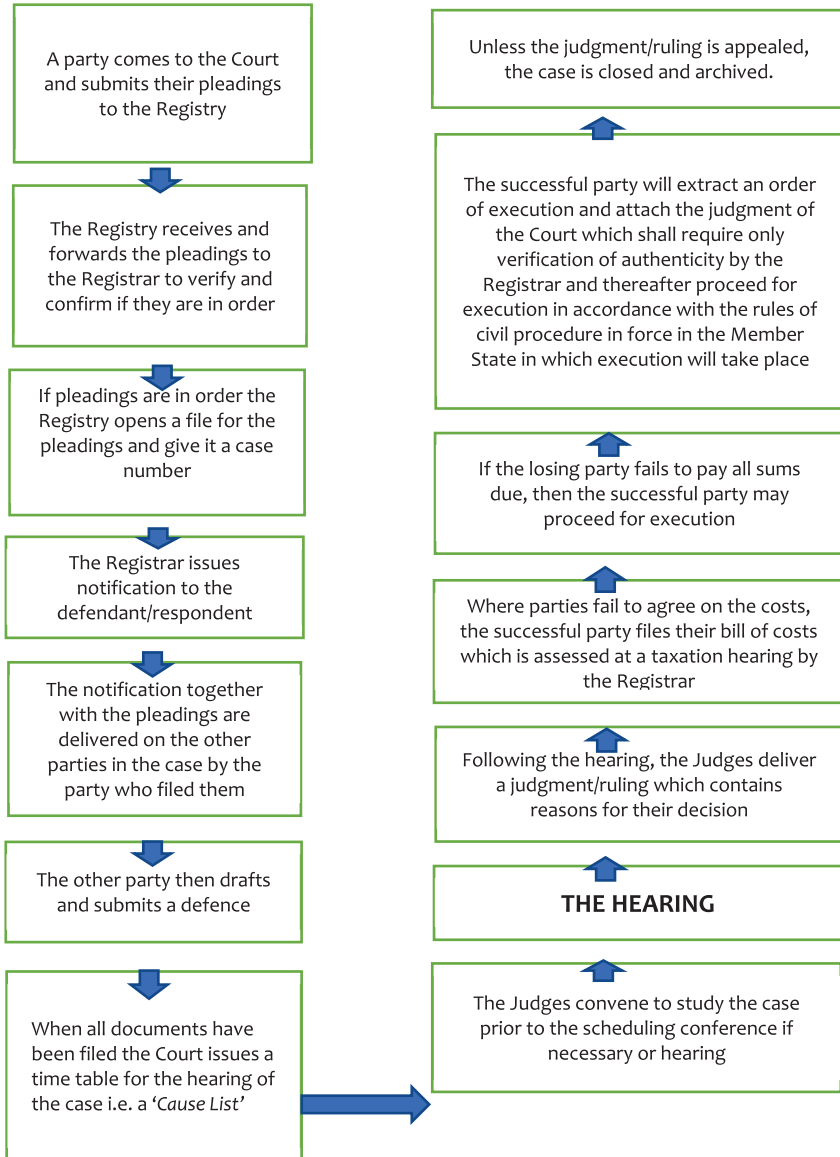 A party comes to the Court
and submits their pleadings
to the Registry
The Registry receives and
forwards the pleadings to
the Registrar to verify and
confirm if they are in order
If pleadings are in order the
Registry opens a file for the
pleadings and give it a case
number
The Registrar issues
notification to the
defendant/respondent
The notification together
with the pleadings are
delivered on the other
parties in the case by the
party who filed them
The other party then drafts
and submits a defence
When all documents have
been filed the Court issues a
time table for the hearing of
the case i.e. a ‘Cause List’
The Judges convene to study the case
prior to the scheduling conference if
necessary or hearing
THE HEARING
Following the hearing, the Judges deliver
a judgment/ruling which contains
reasons for their decision
Where parties fail to agree on the costs,
the successful party files their bill of costs
which is assessed at a taxation hearing by
the Registrar
If the losing party fails to pay all sums
due, then the successful party may
proceed for execution
The successful party will extract an order
of execution and attach the judgment of
the Court which shall require only
verification of authenticity by the
Registrar and thereafter proceed for
execution in accordance with the rules of
civil procedure in force in the Member
State in which execution will take place
Unless the judgment/ruling is appealed,
the case is closed and archived.